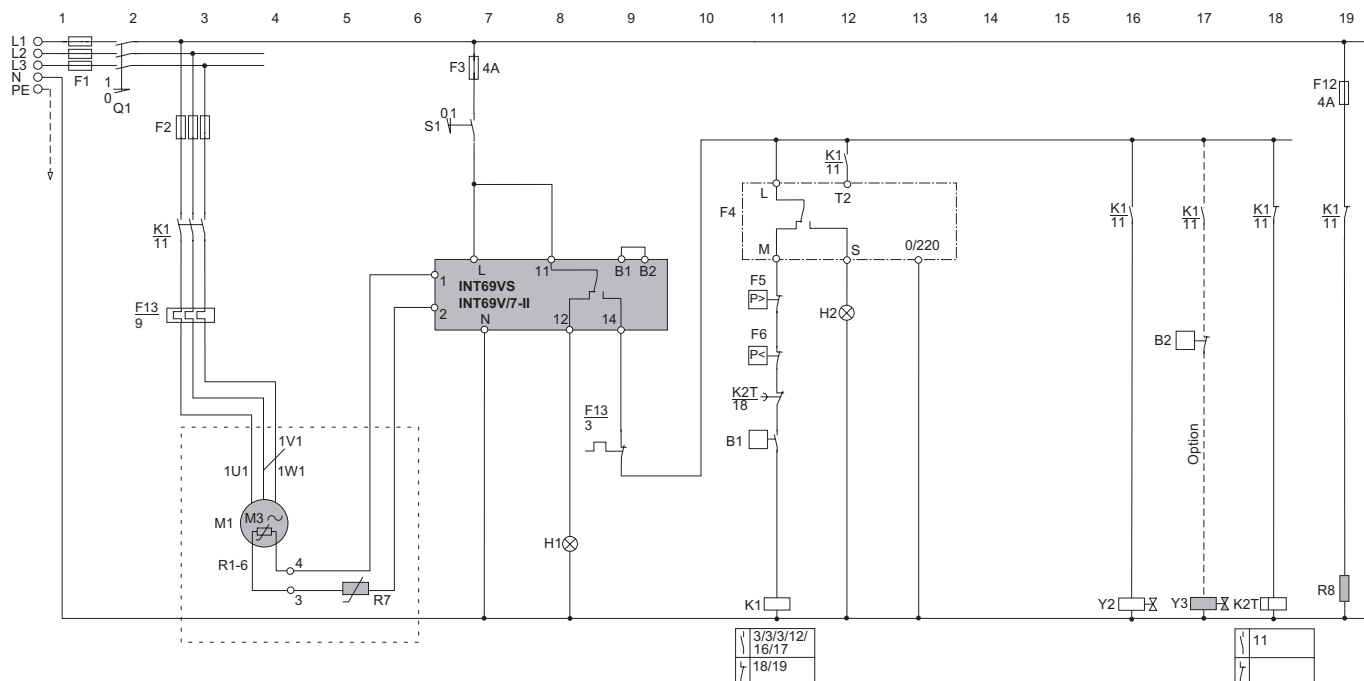 1 2 3 4 5 6 7 8 9 10 11 12 13 14 15 16 17 18 19
L1
L2
L3
N
PE
F1
1
0
Q1
F2
F3 4A
0 1
S1
F12
4A
K1
11
L
T2
F4
M
S
0/220
K1
11
K1
11
K1
11
K1
11
K1
11
F13
9
1
2
L
11
B1 B2
INT69VS
INT69V/7-II
N
12
14
F5
P>
F6
P<
H2
B2
K2T
18
F13
3
B1
Option
1V1
1U1
1W1
M1
M3
R1-6
4
3
R7
H1
K1
Y2
Y3
K2T
R8
3/3/3/12/
16/17
18/19
11